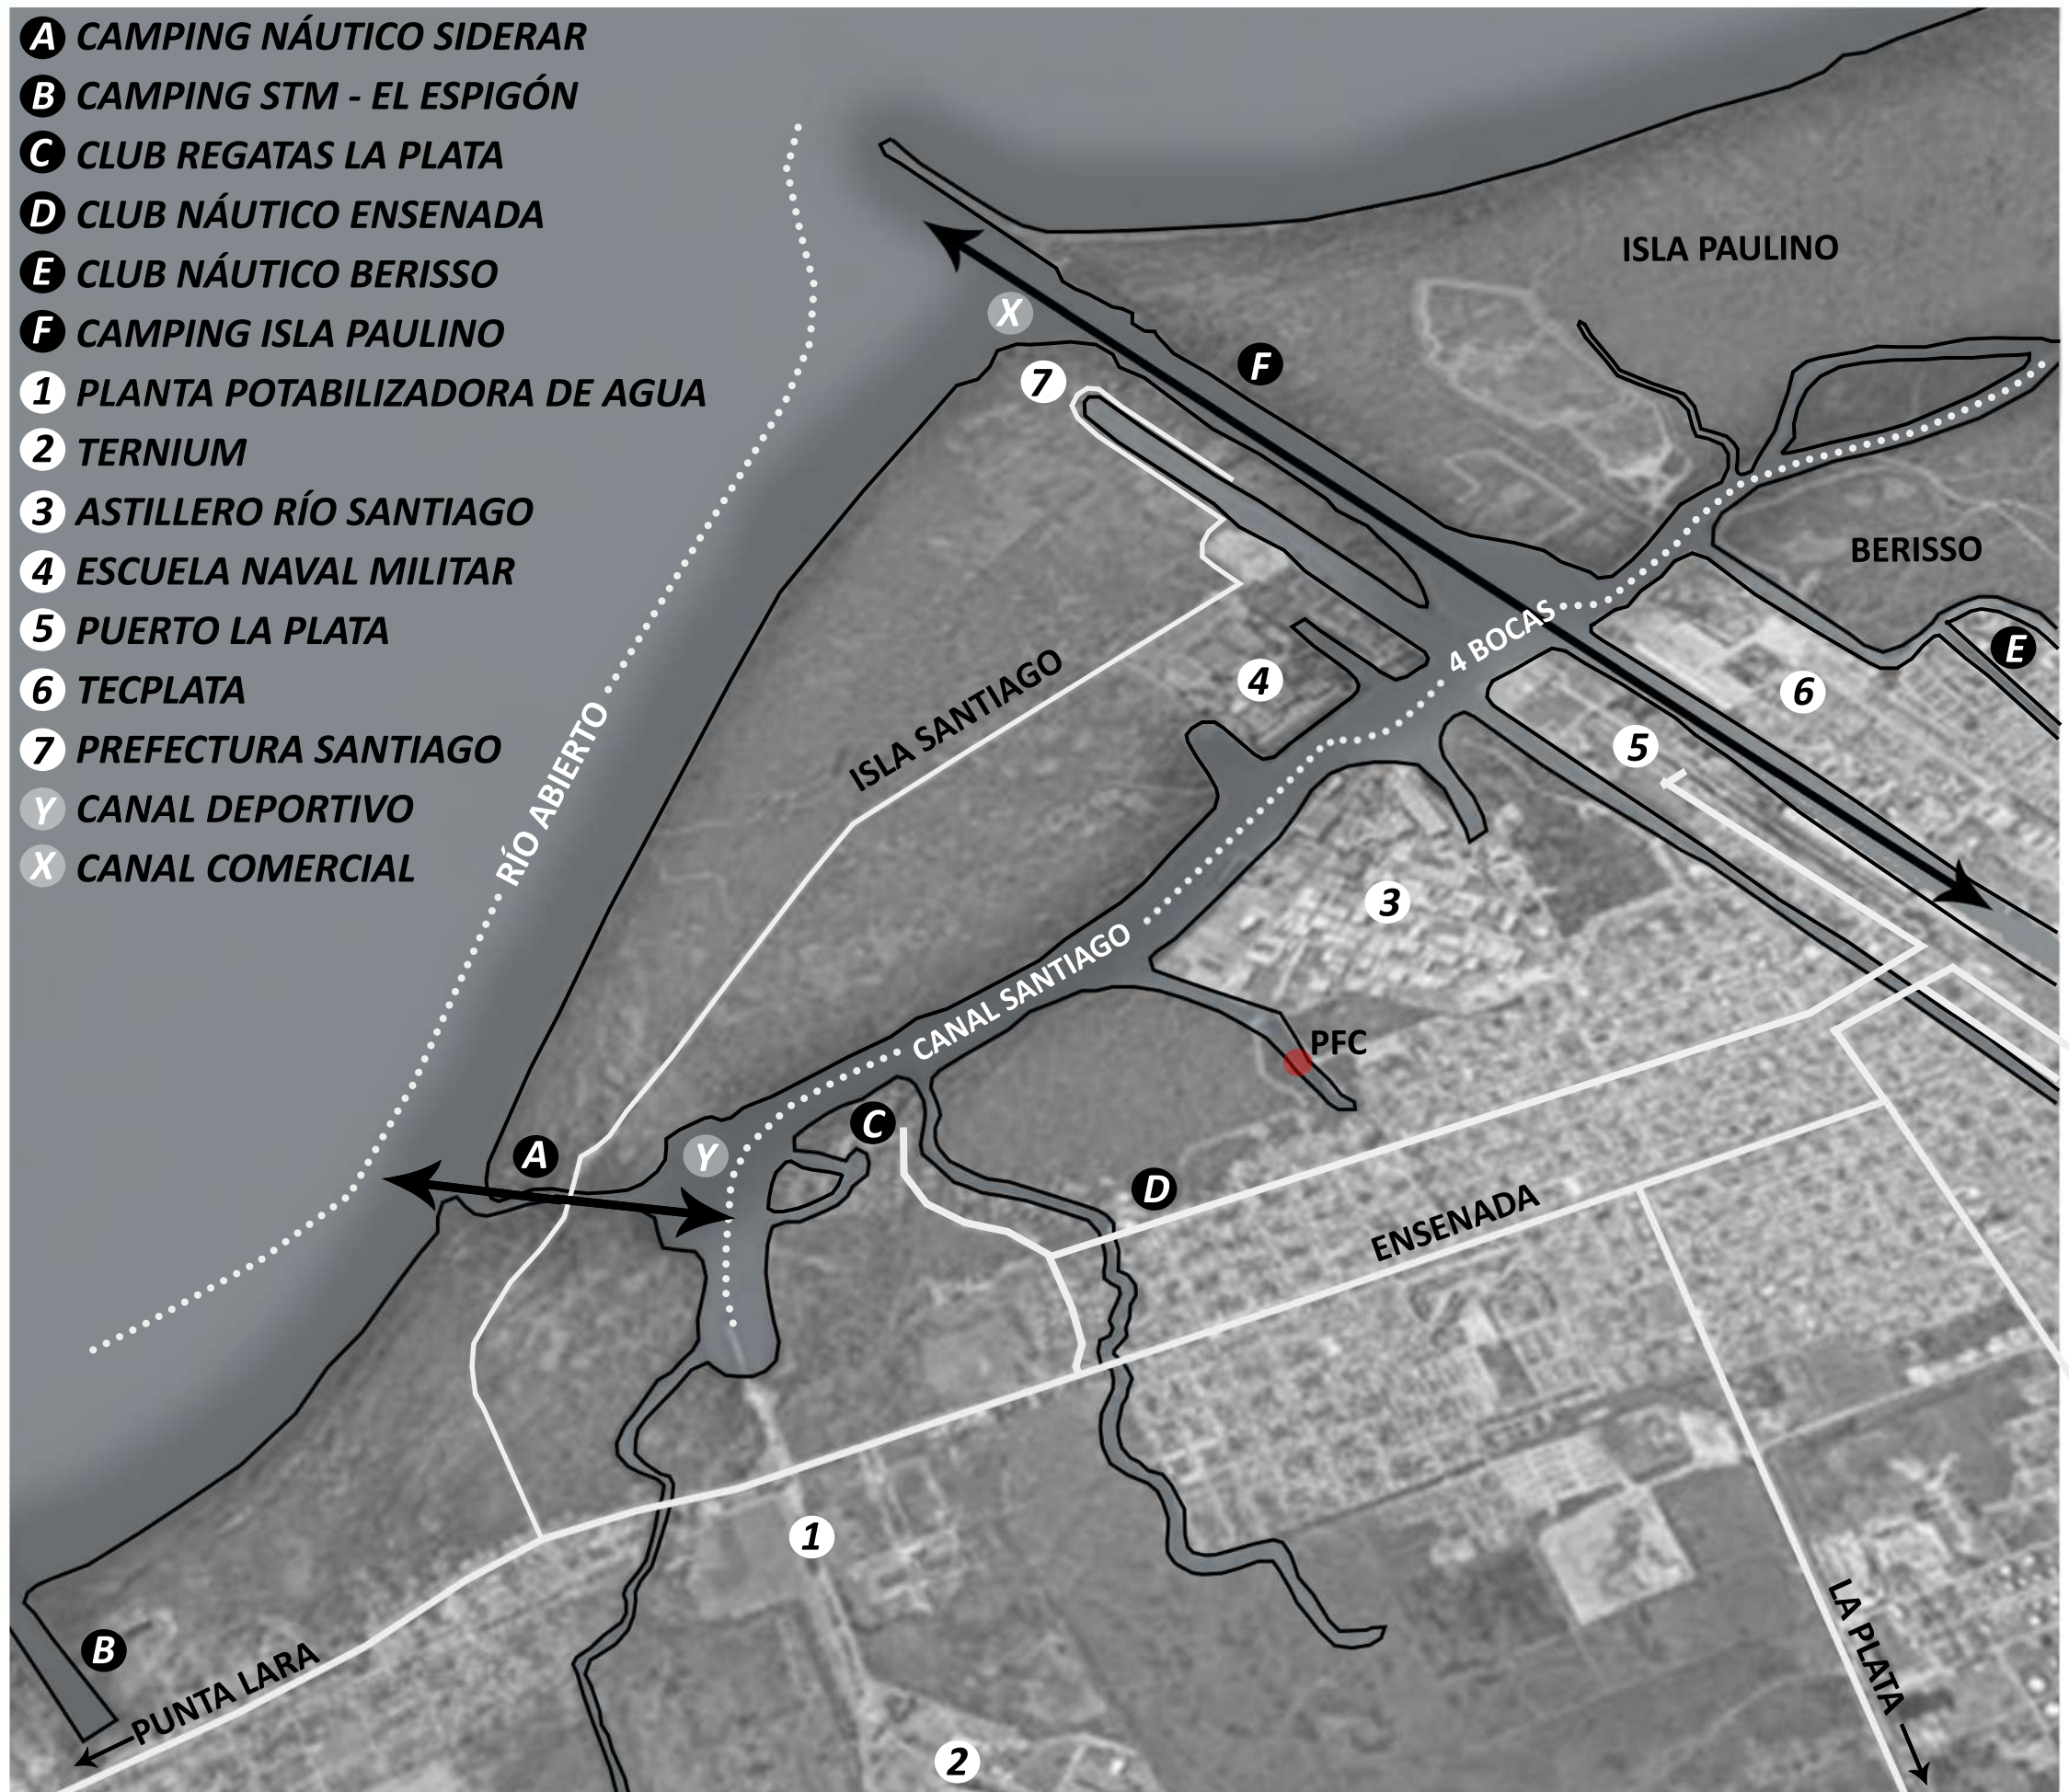 A CAMPING NÁUTICO SIDERAR
B CAMPING STM - EL ESPIGÓN
C CLUB REGATAS LA PLATA
D CLUB NÁUTICO ENSENADA
E CLUB NÁUTICO BERISSO
F CAMPING ISLA PAULINO
1 PLANTA POTABILIZADORA DE AGUA
2 TERNIUM
3 ASTILLERO RÍO SANTIAGO
4 ESCUELA NAVAL MILITAR
5 PUERTO LA PLATA
6 TECPLATA
7 PREFECTURA SANTIAGO
Y CANAL DEPORTIVO
X CANAL COMERCIAL
ISLA PAULINO
X
F
7
BERISSO
4 BOCAS
E
4
6
ISLA SANTIAGO
5
RÍO ABIERTO
3
CANAL SANTIAGO
PFC
C
A
Y
D
ENSENADA
1
B
PUNTA LARA
LA PLATA
2